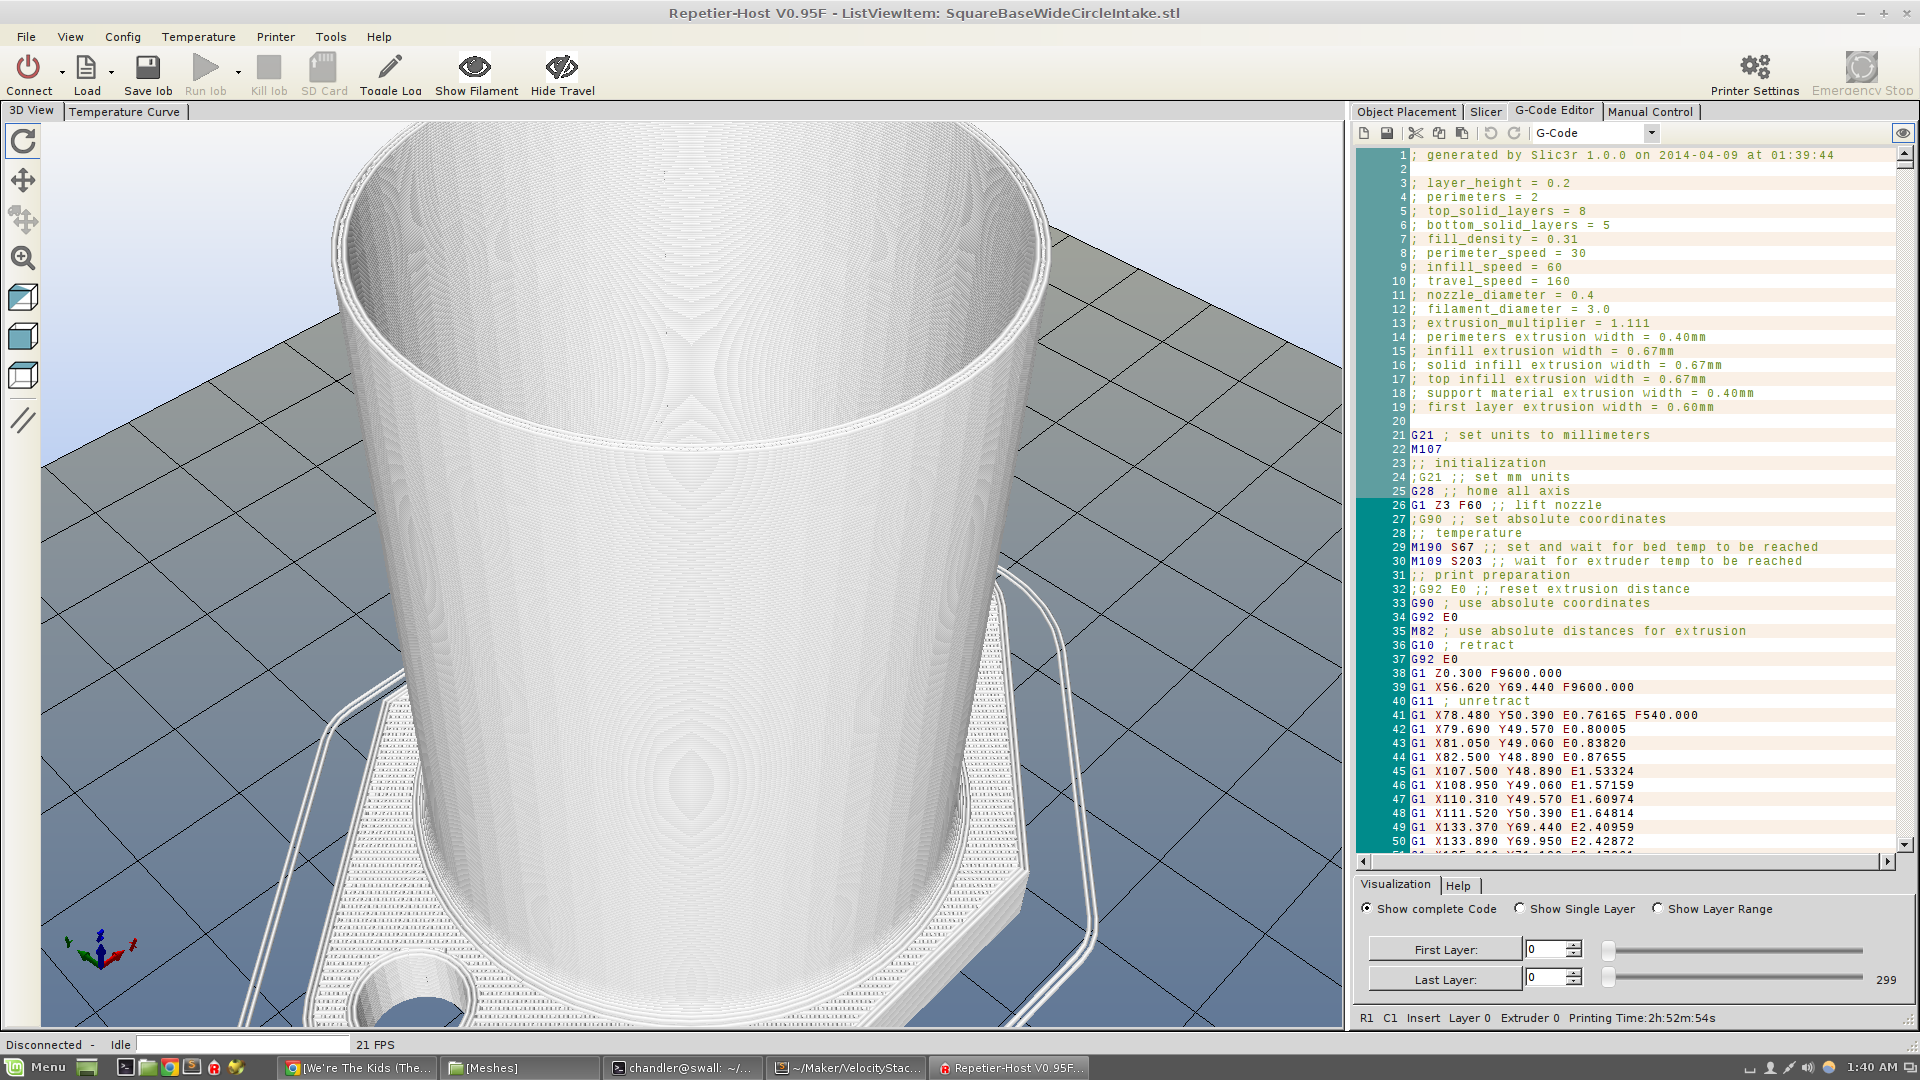 Repetier-Host V0.95F - ListViewItem: SquareBaseWideCircleIntake.stl
File View Config Temperature Printer Tools Help
Connect Load Save Job Run Job Kill Job SD Card Toggle Log Show Filament Hide Travel Printer Settings Emergency Stop
3D View Temperature Curve
Object Placement Slicer G-Code Editor Manual Control
G-Code
1 ; generated by Slic3r 1.0.0 on 2014-04-09 at 01:39:44
2
3 ; layer_height = 0.2
4 ; perimeters = 2
5 ; top_solid_layers = 8
6 ; bottom_solid_layers = 5
7 ; fill_density = 0.31
8 ; perimeter_speed = 30
9 ; infill_speed = 60
10 ; travel_speed = 160
11 ; nozzle_diameter = 0.4
12 ; filament_diameter = 3.0
13 ; extrusion_multiplier = 1.111
14 ; perimeters extrusion width = 0.40mm
15 ; infill extrusion width = 0.67mm
16 ; solid infill extrusion width = 0.67mm
17 ; top infill extrusion width = 0.67mm
18 ; support material extrusion width = 0.40mm
19 ; first layer extrusion width = 0.60mm
20
21 G21 ; set units to millimeters
22 M107
23 ;; initialization
24 ;G21 ;; set mm units
25 G28 ;; home all axis
26 G1 Z3 F60 ;; lift nozzle
27 ;G90 ;; set absolute coordinates
28 ;; temperature
29 M190 S67 ;; set and wait for bed temp to be reached
30 M109 S203 ;; wait for extruder temp to be reached
31 ;; print preparation
32 ;G92 E0 ;; reset extrusion distance
33 G90 ; use absolute coordinates
34 G92 E0
35 M82 ; use absolute distances for extrusion
36 G10 ; retract
37 G92 E0
38 G1 Z0.300 F9600.000
39 G1 X56.620 Y69.440 F9600.000
40 G11 ; unretract
41 G1 X78.480 Y50.390 E0.76165 F540.000
42 G1 X79.690 Y49.570 E0.80005
43 G1 X81.050 Y49.060 E0.83820
44 G1 X82.500 Y48.890 E0.87655
45 G1 X107.500 Y48.890 E1.53324
46 G1 X108.950 Y49.060 E1.57159
47 G1 X110.310 Y49.570 E1.60974
48 G1 X111.520 Y50.390 E1.64814
49 G1 X133.370 Y69.440 E2.40959
50 G1 X133.890 Y69.950 E2.42872
Visualization Help
Show complete Code Show Single Layer Show Layer Range
First Layer: 0
Last Layer: 0 299
R1 C1 Insert Layer 0 Extruder 0 Printing Time:2h:52m:54s
Disconnected - Idle 21 FPS
Menu [We're The Kids (The... [Meshes] chandler@swall: ~/... ~/Maker/VelocityStac... Repetier-Host V0.95F... 1:40 AM